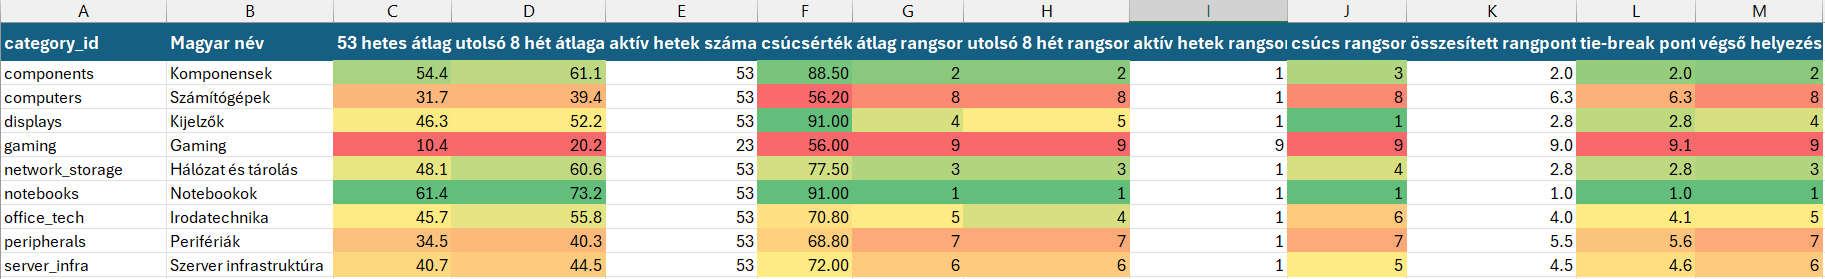 A B C D E F G H I J K L M
category_id Magyar név 53 hetes átlag utolsó 8 hét átlaga aktív hetek száma csúcsérték átlag rangsor utolsó 8 hét rangsor aktív hetek rangso csúcs rangsor összesített rangpont tie-break pont végső helyezés
components Komponensek 54.4 61.1 53 88.50 2 2 1 3 2.0 2.0 2
computers Számítógépek 31.7 39.4 53 56.20 8 8 1 8 6.3 6.3 8
displays Kijelzők 46.3 52.2 53 91.00 4 5 1 1 2.8 2.8 4
gaming Gaming 10.4 20.2 23 56.00 9 9 9 9 9.0 9.1 9
network_storage Hálózat és tárolás 48.1 60.6 53 77.50 3 3 1 4 2.8 2.8 3
notebooks Notebookok 61.4 73.2 53 91.00 1 1 1 1 1.0 1.0 1
office_tech Irodatechnika 45.7 55.8 53 70.80 5 4 1 6 4.0 4.1 5
peripherals Perifériák 34.5 40.3 53 68.80 7 7 1 7 5.5 5.6 7
server_infra Szerver infrastruktúra 40.7 44.5 53 72.00 6 6 1 5 4.5 4.6 6